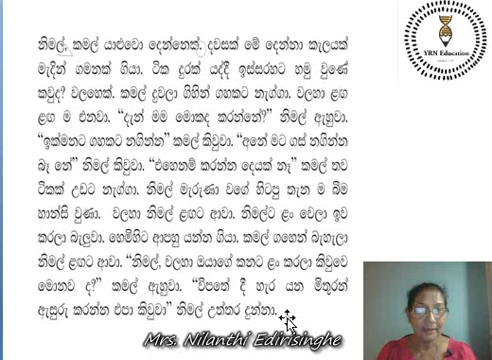 නිමල්, කමල් යාළුවො දෙන්නෙක්. දවසක් මේ දෙන්නා කැලයක්
මැදින් ගමනක් ගියා. ටික දුරක් යද්දී ඉස්සරහට හමු වුණේ
කවුද? වලහෙක්. කමල් දුවලා ගිහින් ගහකට නැග්ගා. වලහා ළඟ
ළඟ ම එනවා. “දැන් මම මොකද කරන්නේ?” නිමල් ඇහුවා.
“ඉක්මනට ගහකට නගින්න” කමල් කිව්වා. “අනේ මට ගස් නගින්න
බෑ නේ” නිමල් කිවුවා. “එහෙනම් කරන්න දෙයක් නෑ” කමල් තව
ටිකක් උඩට නැග්ගා. නිමල් මැරුණා වගේ හිටපු තැන ම බිම
හාන්සි වුණා. වලහා නිමල් ළඟට ආවා. නිමල්ට ළං වෙලා ඉව
කරලා බැලුවා. හෙමිහිට ආපහු යන්න ගියා. කමල් ගහෙන් බැහැලා
නිමල් ළඟට ආවා. “නිමල්, වලහා ඔයාගේ කනට ළං කරලා කිවුවෙ
මොනව ද?” කමල් ඇහුවා. “විපතේ දී හැර යන මිතුරන්
ඇසුරු කරන්න එපා කිවුවා” නිමල් උත්තර දුන්නා.
YRN Education
Mrs. Nilanthi Edirisinghe